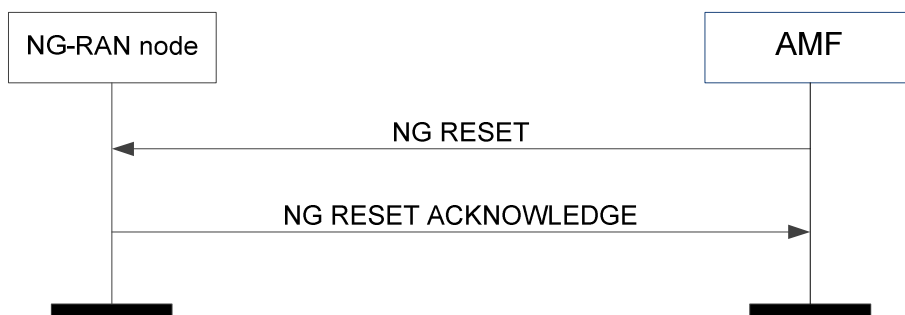 NG-RAN node
AMF
NG RESET
NG RESET ACKNOWLEDGE